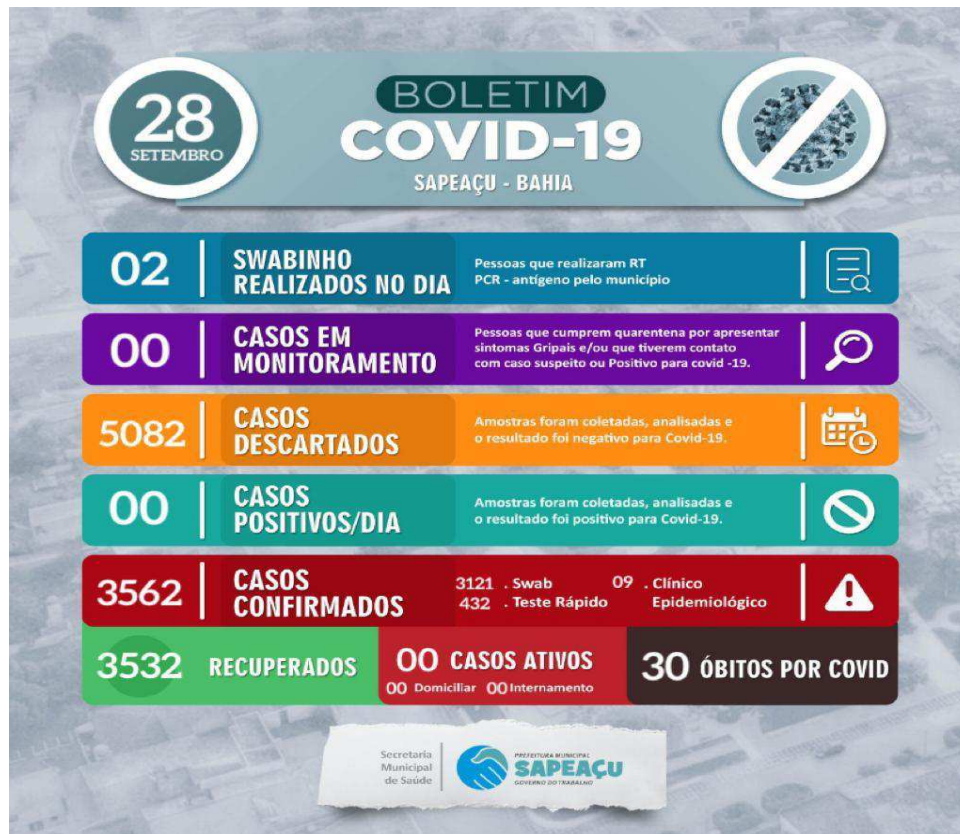 28
SETEMBRO
BOLETIM
COVID-19
SAPEAÇU - BAHIA
02
SWABINHO
REALIZADOS NO DIA
Pessoas que realizaram RT
PCR - antígeno pelo município
00
CASOS EM
MONITORAMENTO
Pessoas que cumprem quarentena por apresentar
sintomas Gripais e/ou que tiverem contato
com caso suspeito ou Positivo para covid -19.
5082
CASOS
DESCARTADOS
Amostras foram coletadas, analisadas e
o resultado foi negativo para Covid-19.
00
CASOS
POSITIVOS/DIA
Amostras foram coletadas, analisadas e
o resultado foi positivo para Covid-19.
3562
CASOS
CONFIRMADOS
3121 . Swab
432 . Teste Rápido
09 . Clínico
Epidemiológico
3532 RECUPERADOS
00 CASOS ATIVOS
00 Domiciliar 00 Internamento
30 ÓBITOS POR COVID
Secretaria
Municipal
de Saúde
PREFEITURA MUNICIPAL
SAPEAÇU
GOVERNO DO TRABALHO